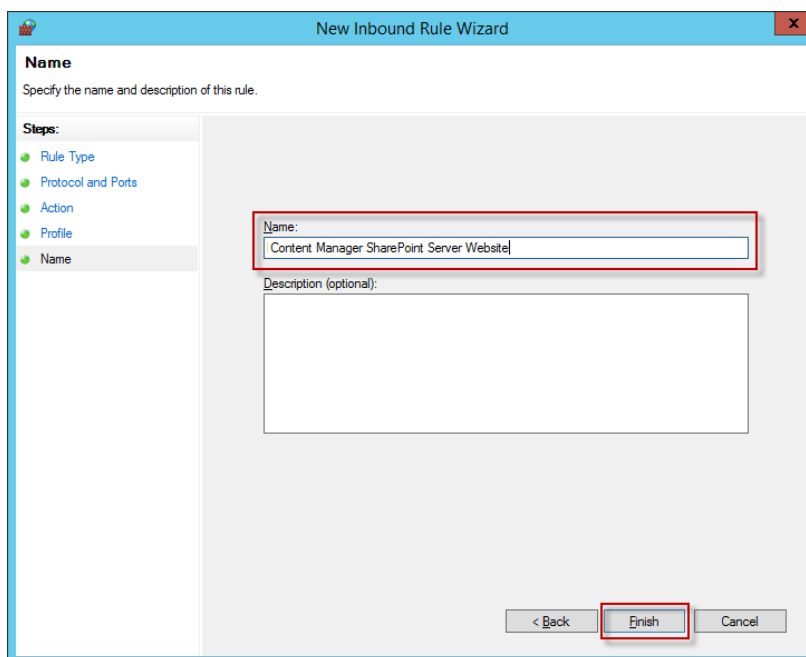 New Inbound Rule Wizard
x
Name
Specify the name and description of this rule.
Steps:
Rule Type
Protocol and Ports
Action
Profile
Name
Name:
Content Manager SharePoint Server Website
Description (optional):
< Back Finish Cancel